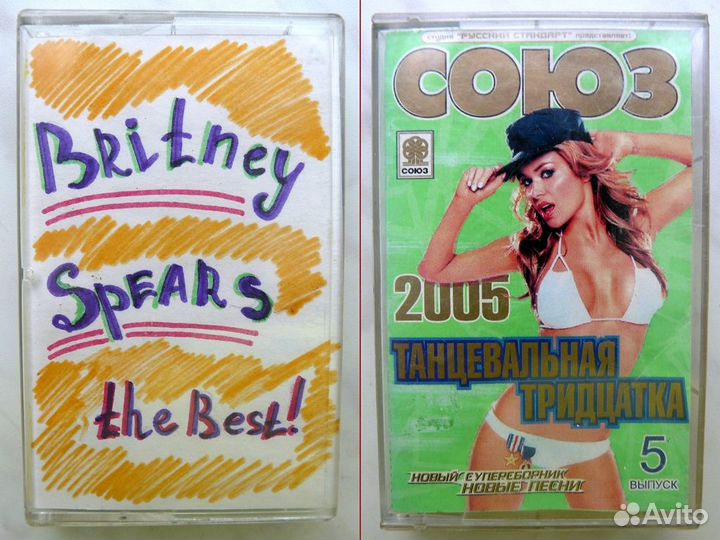 Britney
Spears
the Best!
студия "РУССКИЙ СТАНДАРТ" представляет:
СОЮЗ
СОЮЗ
2005
ТАНЦЕВАЛЬНАЯ
ТРИДЦАТКА
НОВЫЙ СУПЕРСБОРНИК
НОВЫЕ ПЕСНИ
5
ВЫПУСК
Avito